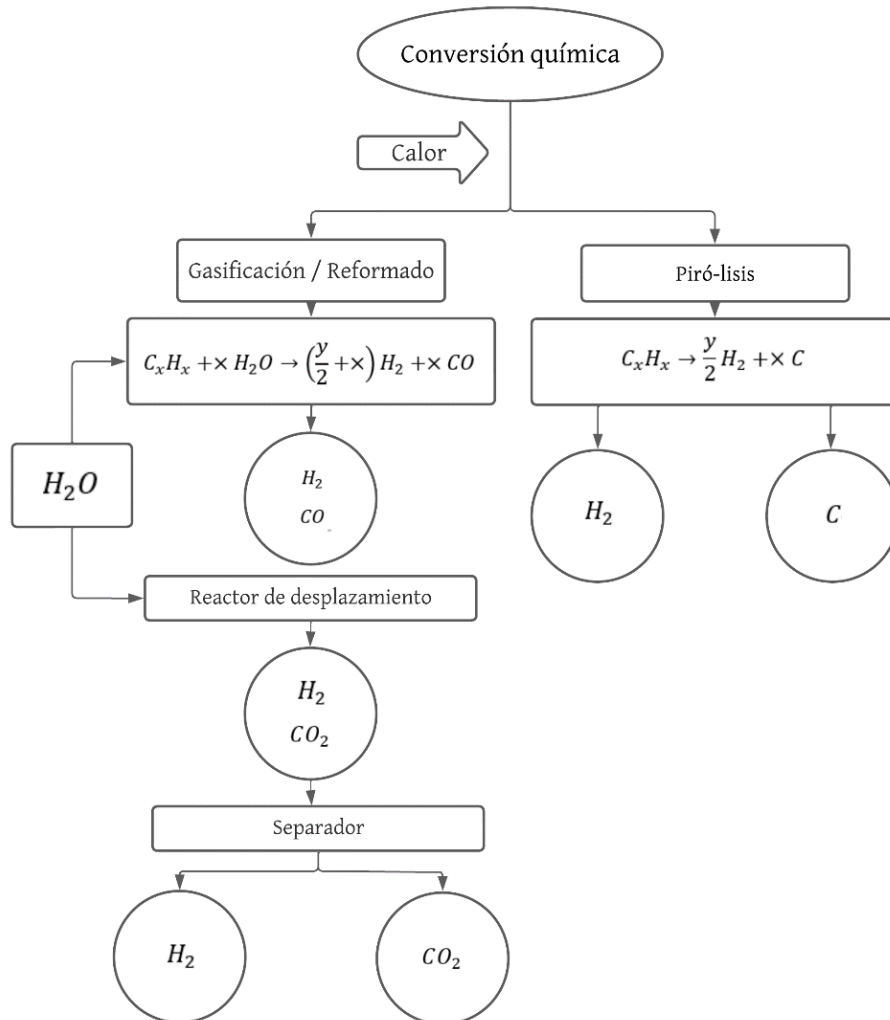 Conversión química
Calor
Gasificación / Reformado
Piró-lisis
C_xH_x +× H_2O → (y/2 +×) H_2 +× CO
C_xH_x → y/2 H_2 +× C
H_2O
H_2
CO
H_2
C
Reactor de desplazamiento
H_2
CO_2
Separador
H_2
CO_2